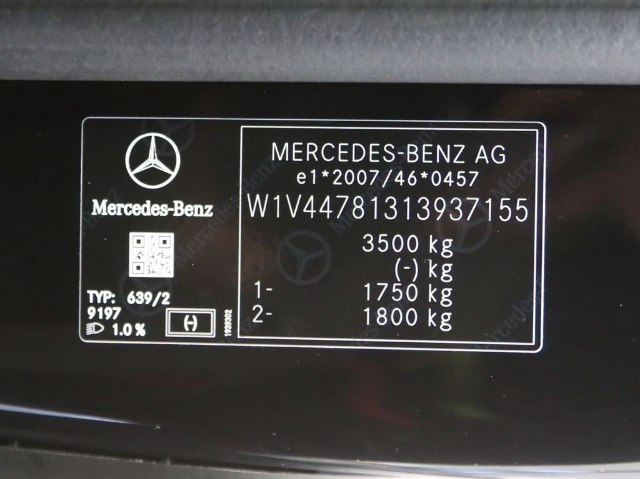 Mercedes-Benz
TYP: 639/2
9197
1.0 %
(-)
1939302
MERCEDES-BENZ AG
e1*2007/46*0457
W1V44781313937155
3500 kg
(-) kg
1- 1750 kg
2- 1800 kg